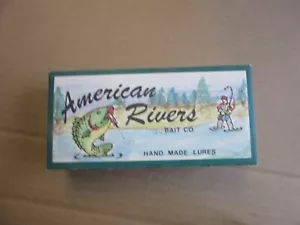 American
Rivers
BAIT CO.
HAND MADE LURES